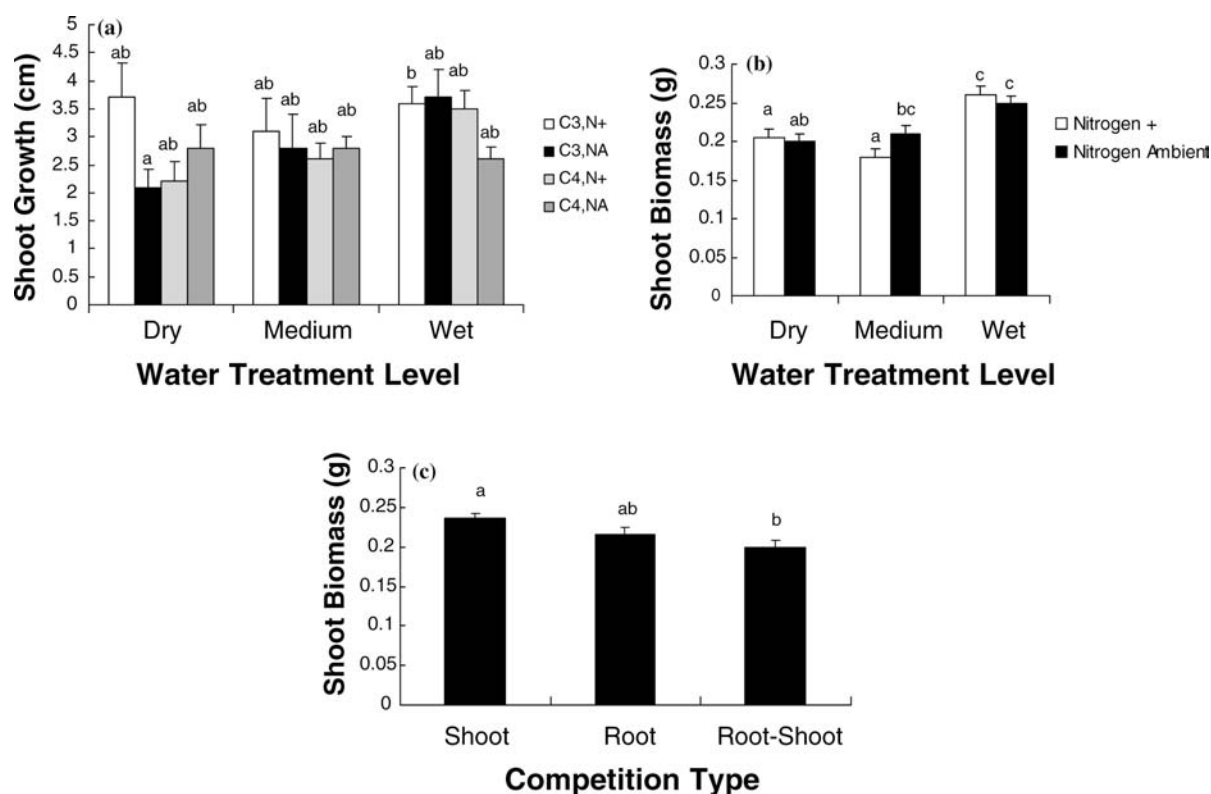 (a)
Shoot Growth (cm)
5
4.5
4
3.5
3
2.5
2
1.5
1
0.5
0
ab
a
ab
ab
ab
ab
ab
ab
b
ab
ab
ab
Dry Medium Wet
Water Treatment Level
C3,N+
C3,NA
C4,N+
C4,NA
(b)
Shoot Biomass (g)
0.3
0.25
0.2
0.15
0.1
0.05
0
a
ab
a
bc
c
c
Dry Medium Wet
Water Treatment Level
Nitrogen +
Nitrogen Ambient
(c)
Shoot Biomass (g)
0.3
0.25
0.2
0.15
0.1
0.05
0
a
ab
b
Shoot Root Root-Shoot
Competition Type